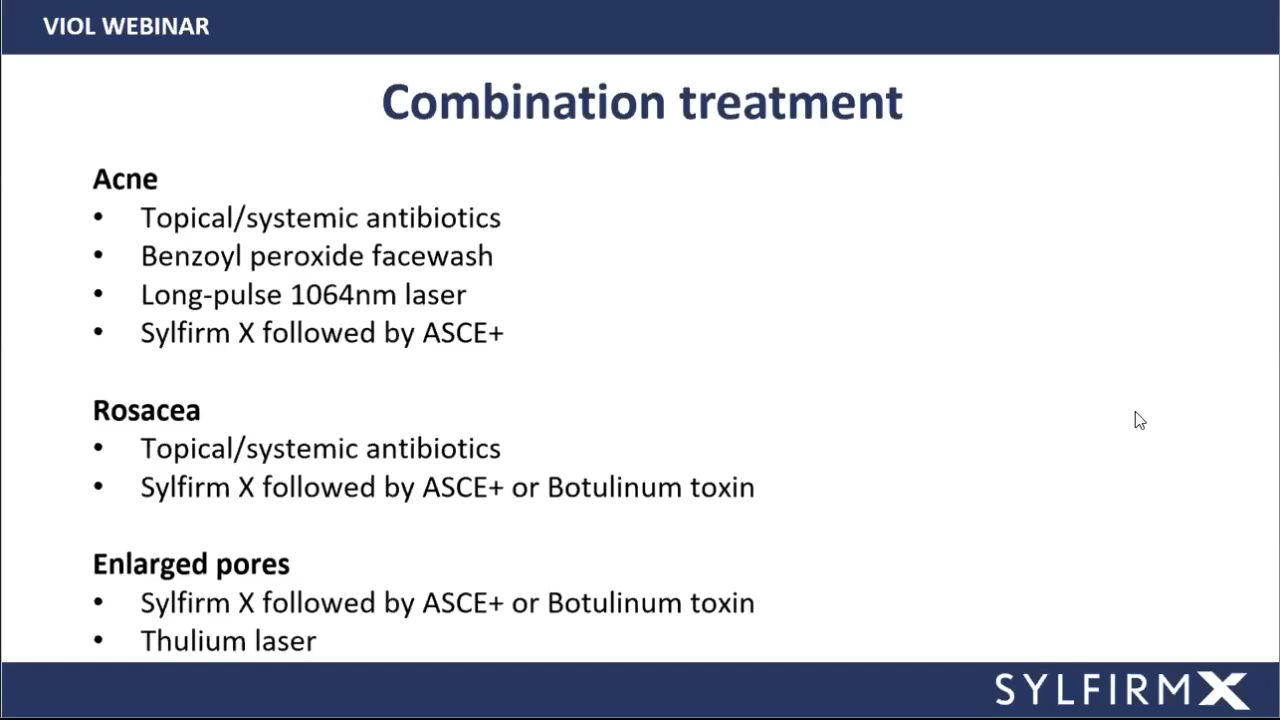 VIOL WEBINAR
Combination treatment
Acne
• Topical/systemic antibiotics
• Benzoyl peroxide facewash
• Long-pulse 1064nm laser
• Sylfirm X followed by ASCE+
Rosacea
• Topical/systemic antibiotics
• Sylfirm X followed by ASCE+ or Botulinum toxin
Enlarged pores
• Sylfirm X followed by ASCE+ or Botulinum toxin
• Thulium laser
SYLFIRM X